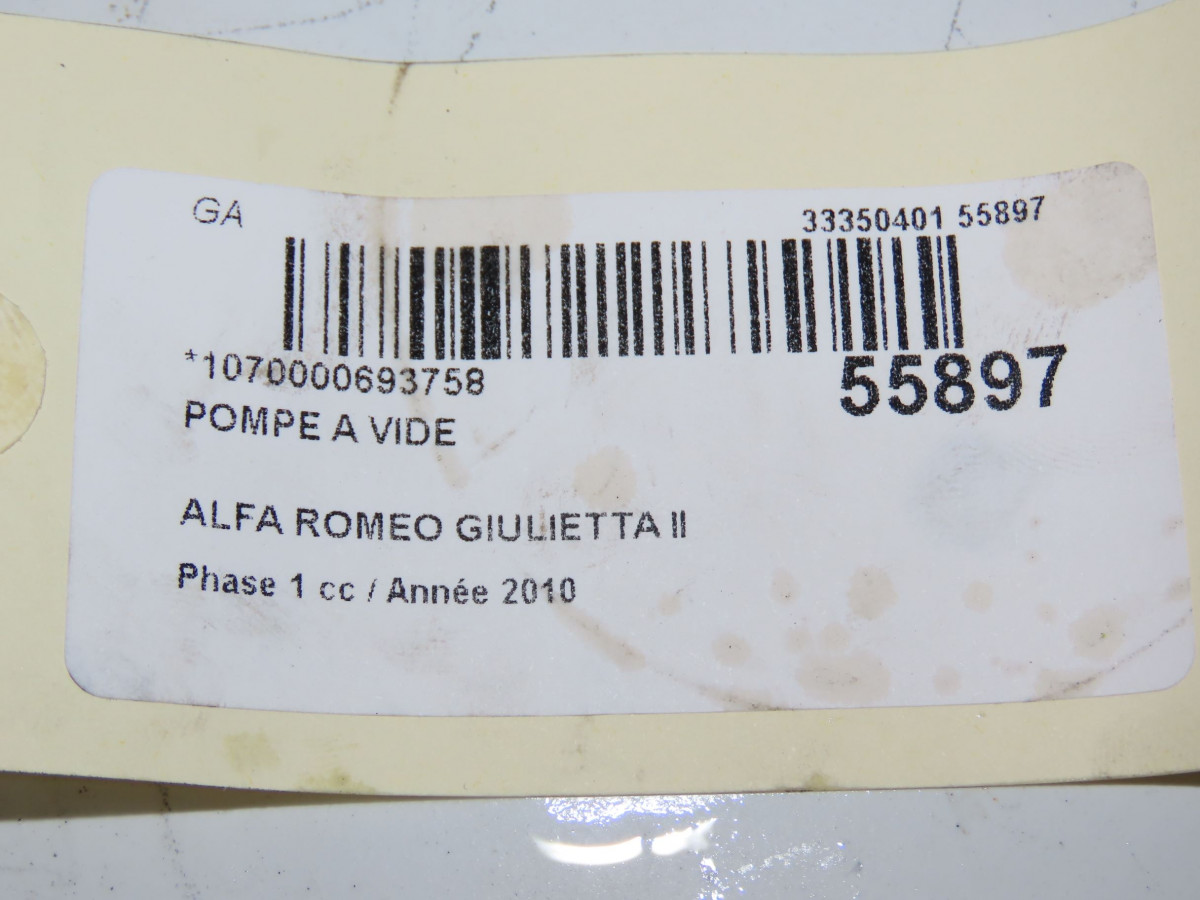 GA
33350401 55897
*1070000693758
55897
POMPE A VIDE
ALFA ROMEO GIULIETTA II
Phase 1 cc / Année 2010